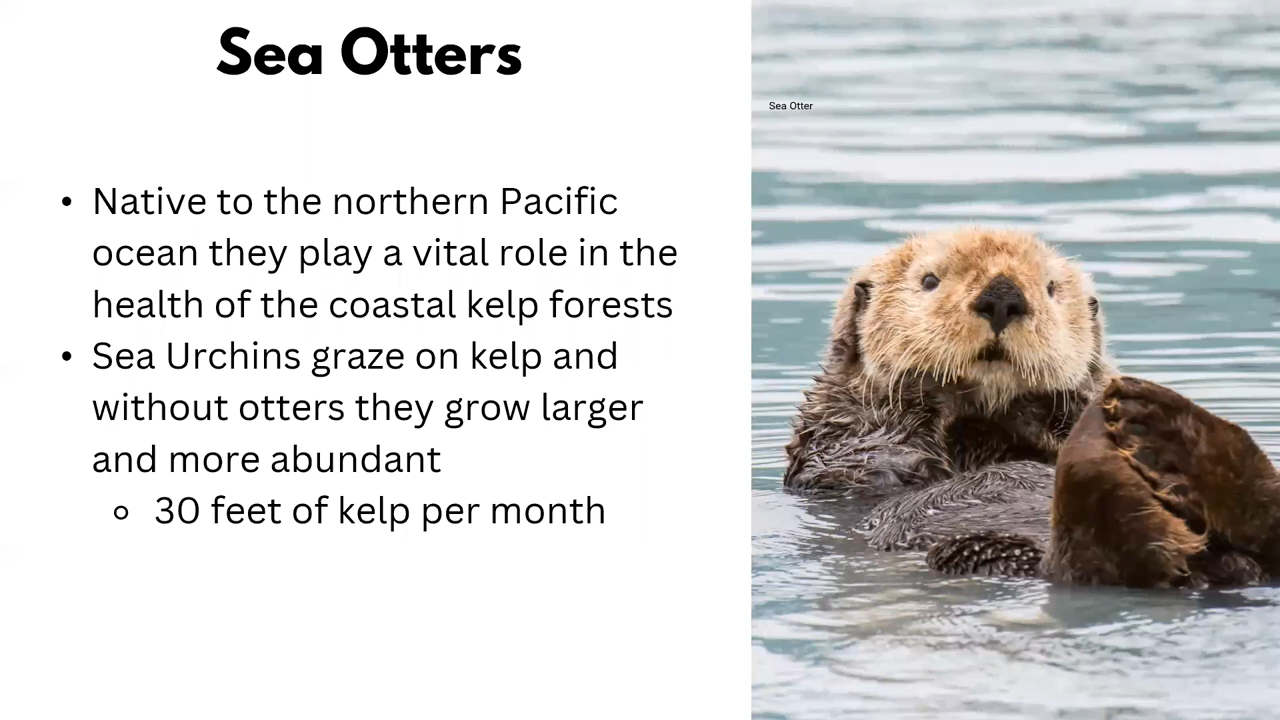 Sea Otters
Sea Otter
• Native to the northern Pacific
ocean they play a vital role in the
health of the coastal kelp forests
• Sea Urchins graze on kelp and
without otters they grow larger
and more abundant
◦ 30 feet of kelp per month